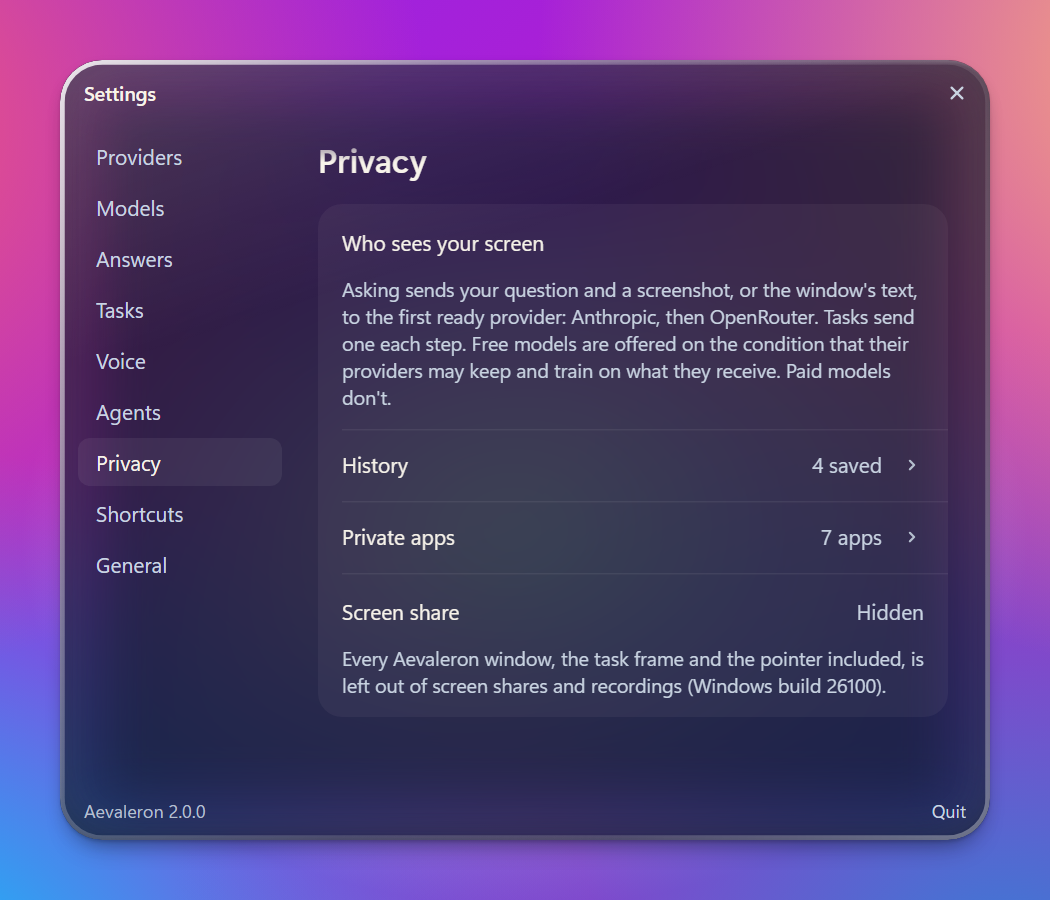 Settings
Providers
Models
Answers
Tasks
Voice
Agents
Privacy
Shortcuts
General
Privacy
Who sees your screen
Asking sends your question and a screenshot, or the window's text,
to the first ready provider: Anthropic, then OpenRouter. Tasks send
one each step. Free models are offered on the condition that their
providers may keep and train on what they receive. Paid models
don't.
History 4 saved
Private apps 7 apps
Screen share Hidden
Every Aevaleron window, the task frame and the pointer included, is
left out of screen shares and recordings (Windows build 26100).
Aevaleron 2.0.0
Quit